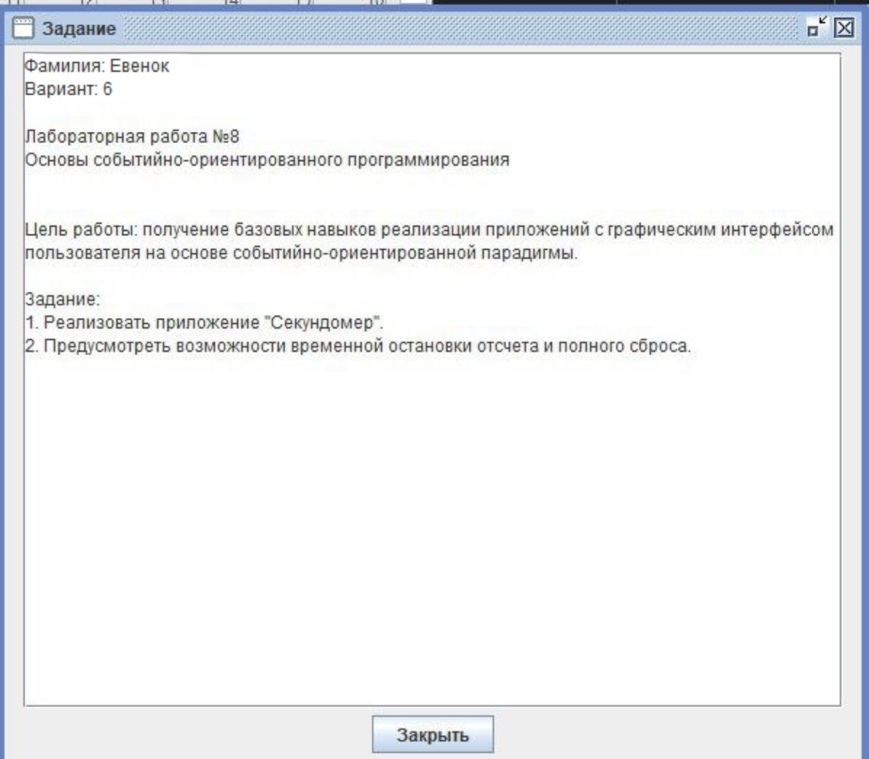 Задание
Фамилия: Евенок
Вариант: 6
Лабораторная работа №8
Основы событийно-ориентированного программирования
Цель работы: получение базовых навыков реализации приложений с графическим интерфейсом
пользователя на основе событийно-ориентированной парадигмы.
Задание:
1. Реализовать приложение "Секундомер".
2. Предусмотреть возможности временной остановки отсчета и полного сброса.
Закрыть